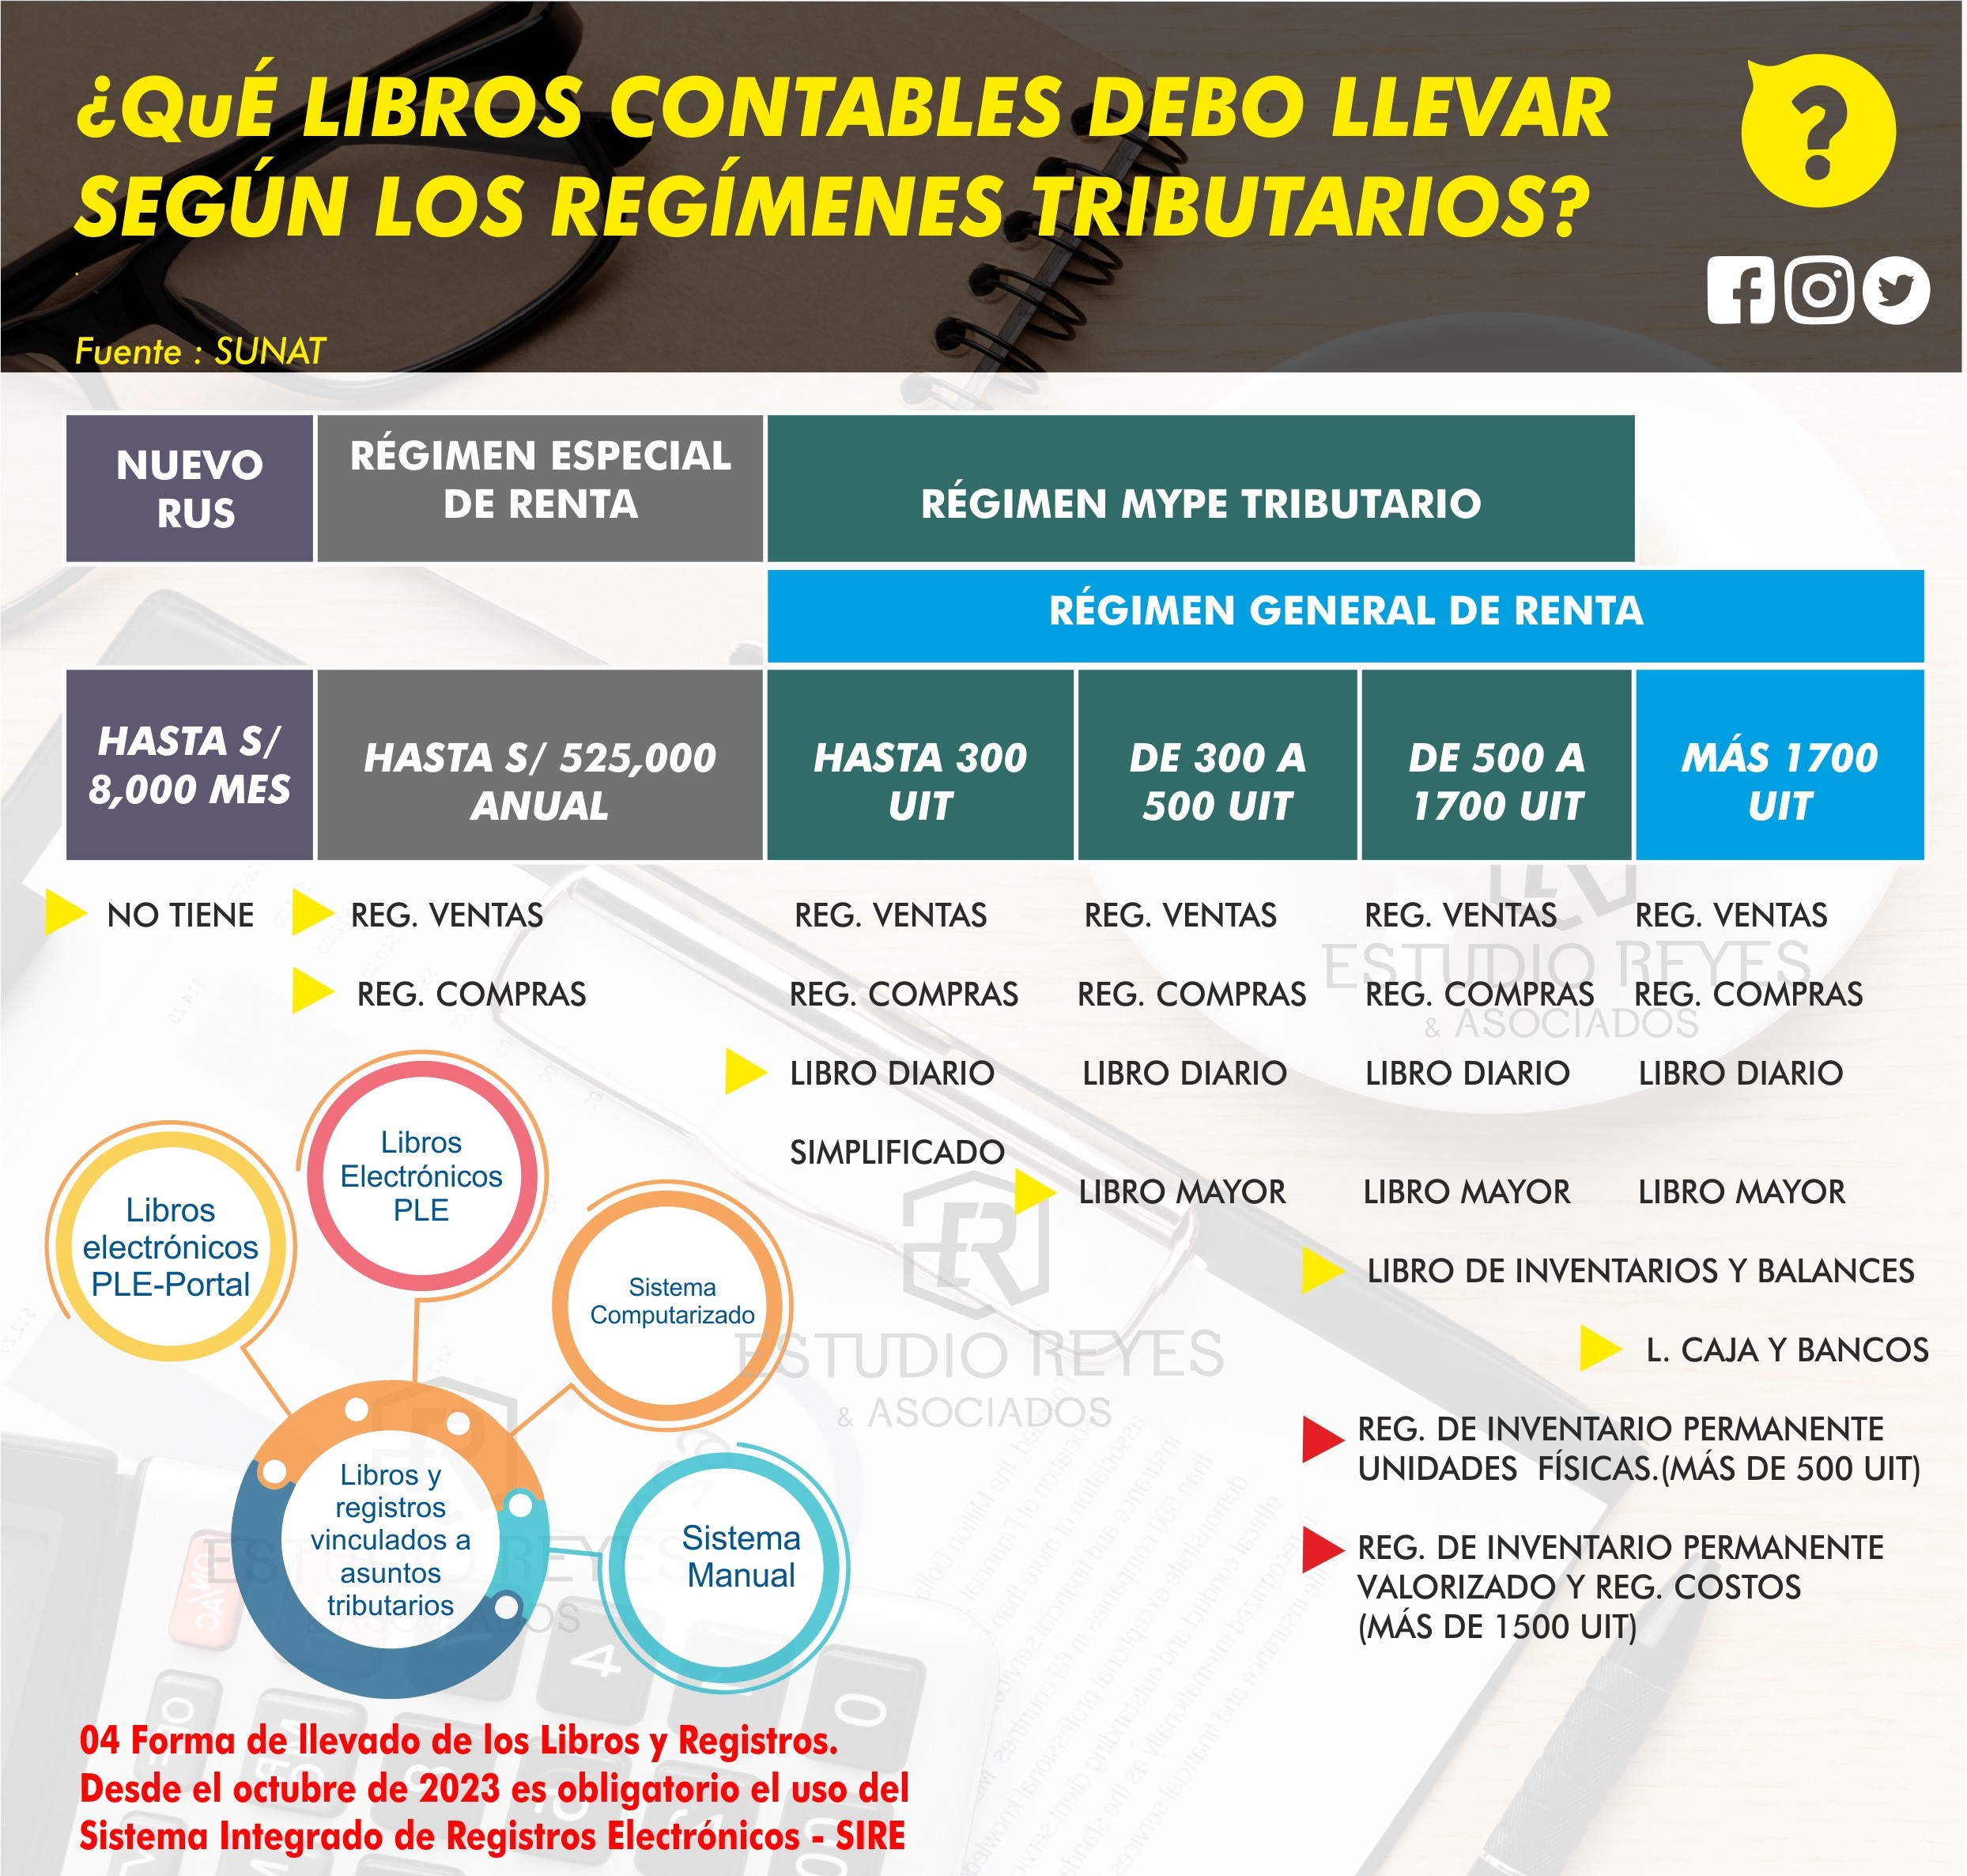 ¿QuÉ LIBROS CONTABLES DEBO LLEVAR
SEGÚN LOS REGÍMENES TRIBUTARIOS?
?
Fuente : SUNAT
NUEVO
RUS
RÉGIMEN ESPECIAL
DE RENTA
RÉGIMEN MYPE TRIBUTARIO
RÉGIMEN GENERAL DE RENTA
HASTA S/
8,000 MES
HASTA S/ 525,000
ANUAL
HASTA 300
UIT
DE 300 A
500 UIT
DE 500 A
1700 UIT
MÁS 1700
UIT
NO TIENE
REG. VENTAS
REG. VENTAS
REG. VENTAS
REG. VENTAS
REG. VENTAS
REG. COMPRAS
REG. COMPRAS
REG. COMPRAS
REG. COMPRAS
REG. COMPRAS
ESTUDIO REYES
& ASOCIADOS
LIBRO DIARIO
LIBRO DIARIO
LIBRO DIARIO
LIBRO DIARIO
SIMPLIFICADO
LIBRO MAYOR
LIBRO MAYOR
LIBRO MAYOR
LIBRO DE INVENTARIOS Y BALANCES
L. CAJA Y BANCOS
REG. DE INVENTARIO PERMANENTE
UNIDADES FÍSICAS.(MÁS DE 500 UIT)
REG. DE INVENTARIO PERMANENTE
VALORIZADO Y REG. COSTOS
(MÁS DE 1500 UIT)
Libros
electrónicos
PLE-Portal
Libros
Electrónicos
PLE
Sistema
Computarizado
ESTUDIO REYES
& ASOCIADOS
Sistema
Manual
Libros y
registros
vinculados a
asuntos
tributarios
ESTUDIO REYES
& ASOCIADOS
04 Forma de llevado de los Libros y Registros.
Desde el octubre de 2023 es obligatorio el uso del
Sistema Integrado de Registros Electrónicos - SIRE